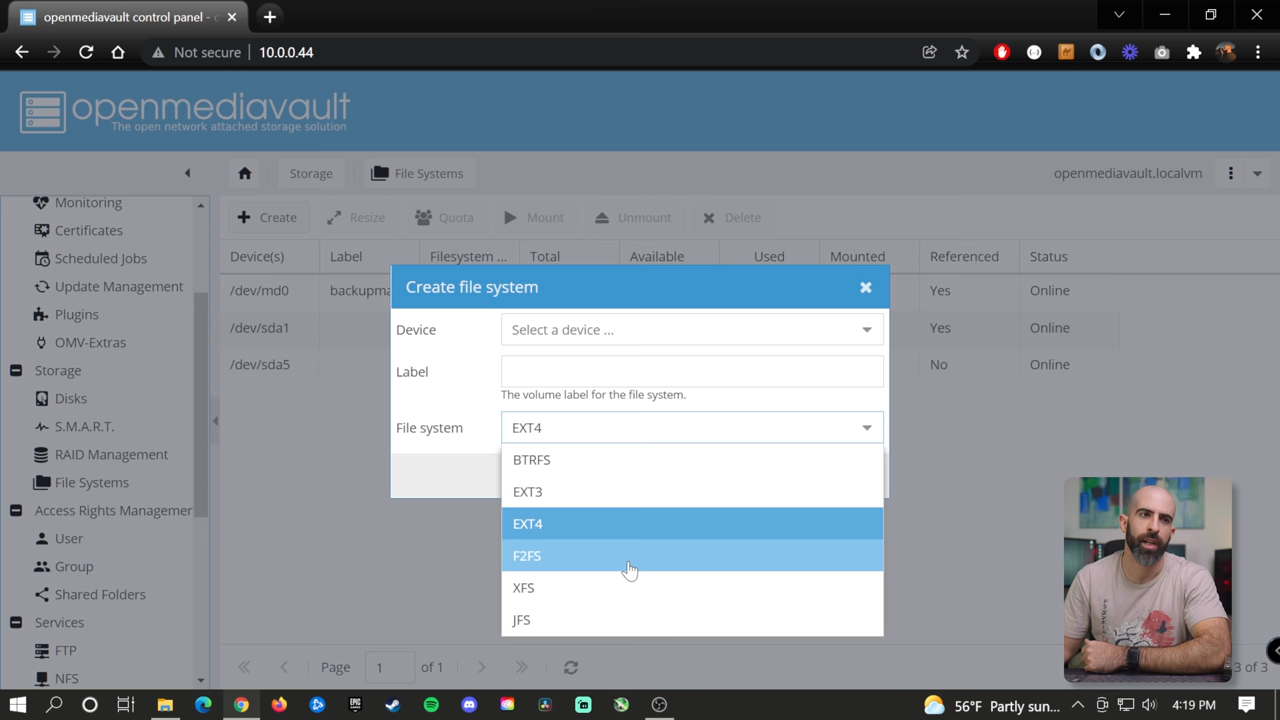 openmediavault control panel - o
Not secure
10.0.0.44
openmediavault
The open network attached storage solution
Storage
File Systems
openmediavault.localvm
Monitoring
Certificates
Scheduled Jobs
Update Management
Plugins
OMV-Extras
Storage
Disks
S.M.A.R.T.
RAID Management
File Systems
Access Rights Managemer
User
Group
Shared Folders
Services
FTP
NFS
Create
Resize
Quota
Mount
Unmount
Delete
Device(s) Label Filesystem ... Total Available Used Mounted Referenced Status
/dev/md0 backupma Yes Online
/dev/sda1 Yes Online
/dev/sda5 No Online
Create file system
Device Select a device ...
Label
The volume label for the file system.
File system EXT4
BTRFS
EXT3
EXT4
F2FS
XFS
JFS
Page 1 of 1
3 of 3
56°F Partly sun...
4:19 PM